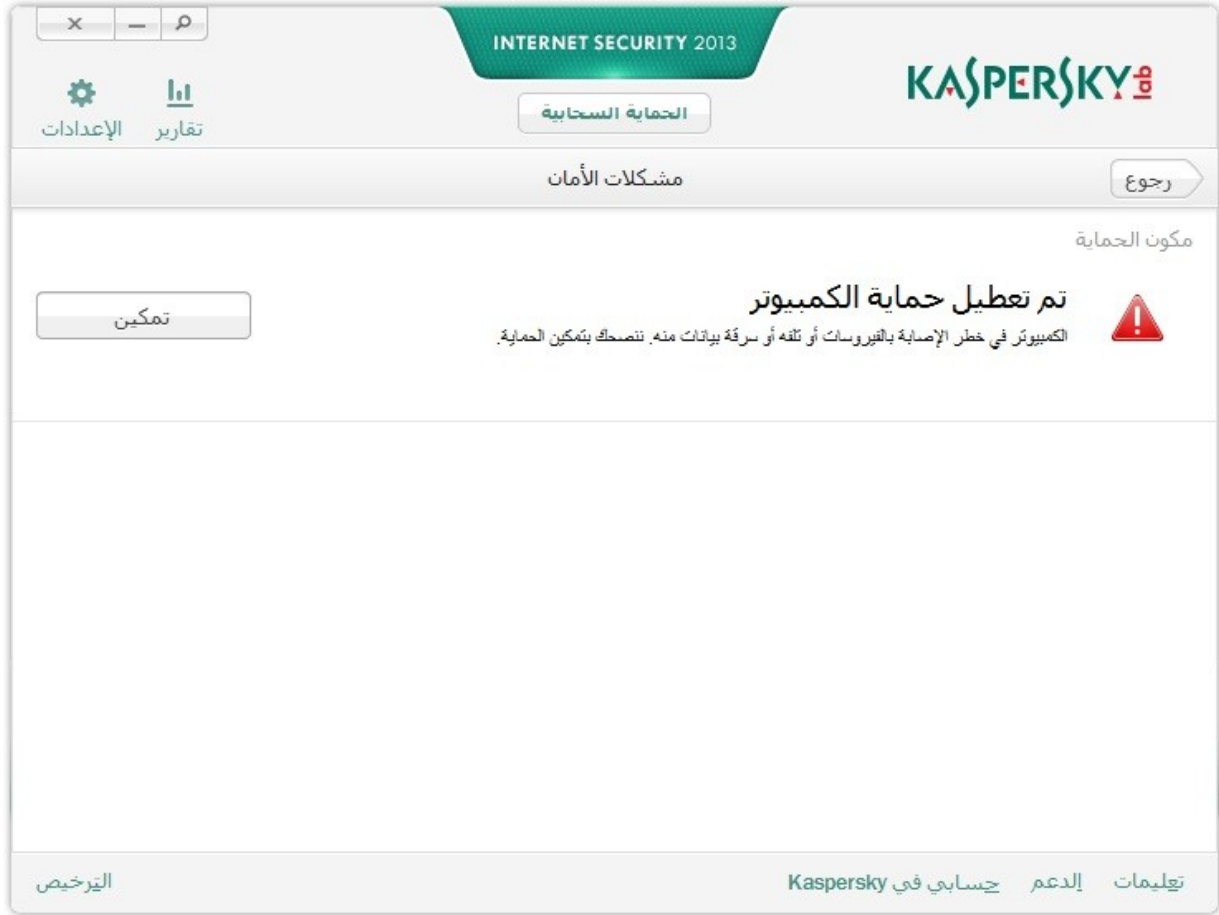 INTERNET SECURITY 2013
KASPERSKY lab
الحماية السحابية
تقارير
الإعدادات
رجوع
مشكلات الأمان
مكون الحماية
تم تعطيل حماية الكمبيوتر
الكمبيوتر في خطر الإصابة بالفيروسات أو تلفه أو سرقة بيانات منه. ننصحك بتمكين الحماية.
تمكين
تعليمات
الدعم
حسابي في Kaspersky
الترخيص